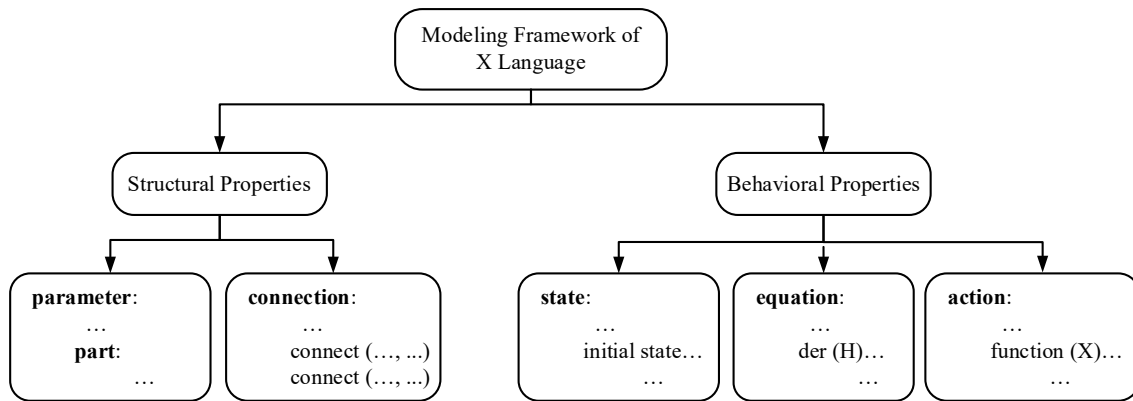 Modeling Framework of
X Language
Structural Properties
Behavioral Properties
parameter:
…
part:
…
connection:
…
connect (…, ...)
connect (…, ...)
state:
…
initial state…
…
equation:
…
der (H)…
…
action:
…
function (X)…
…